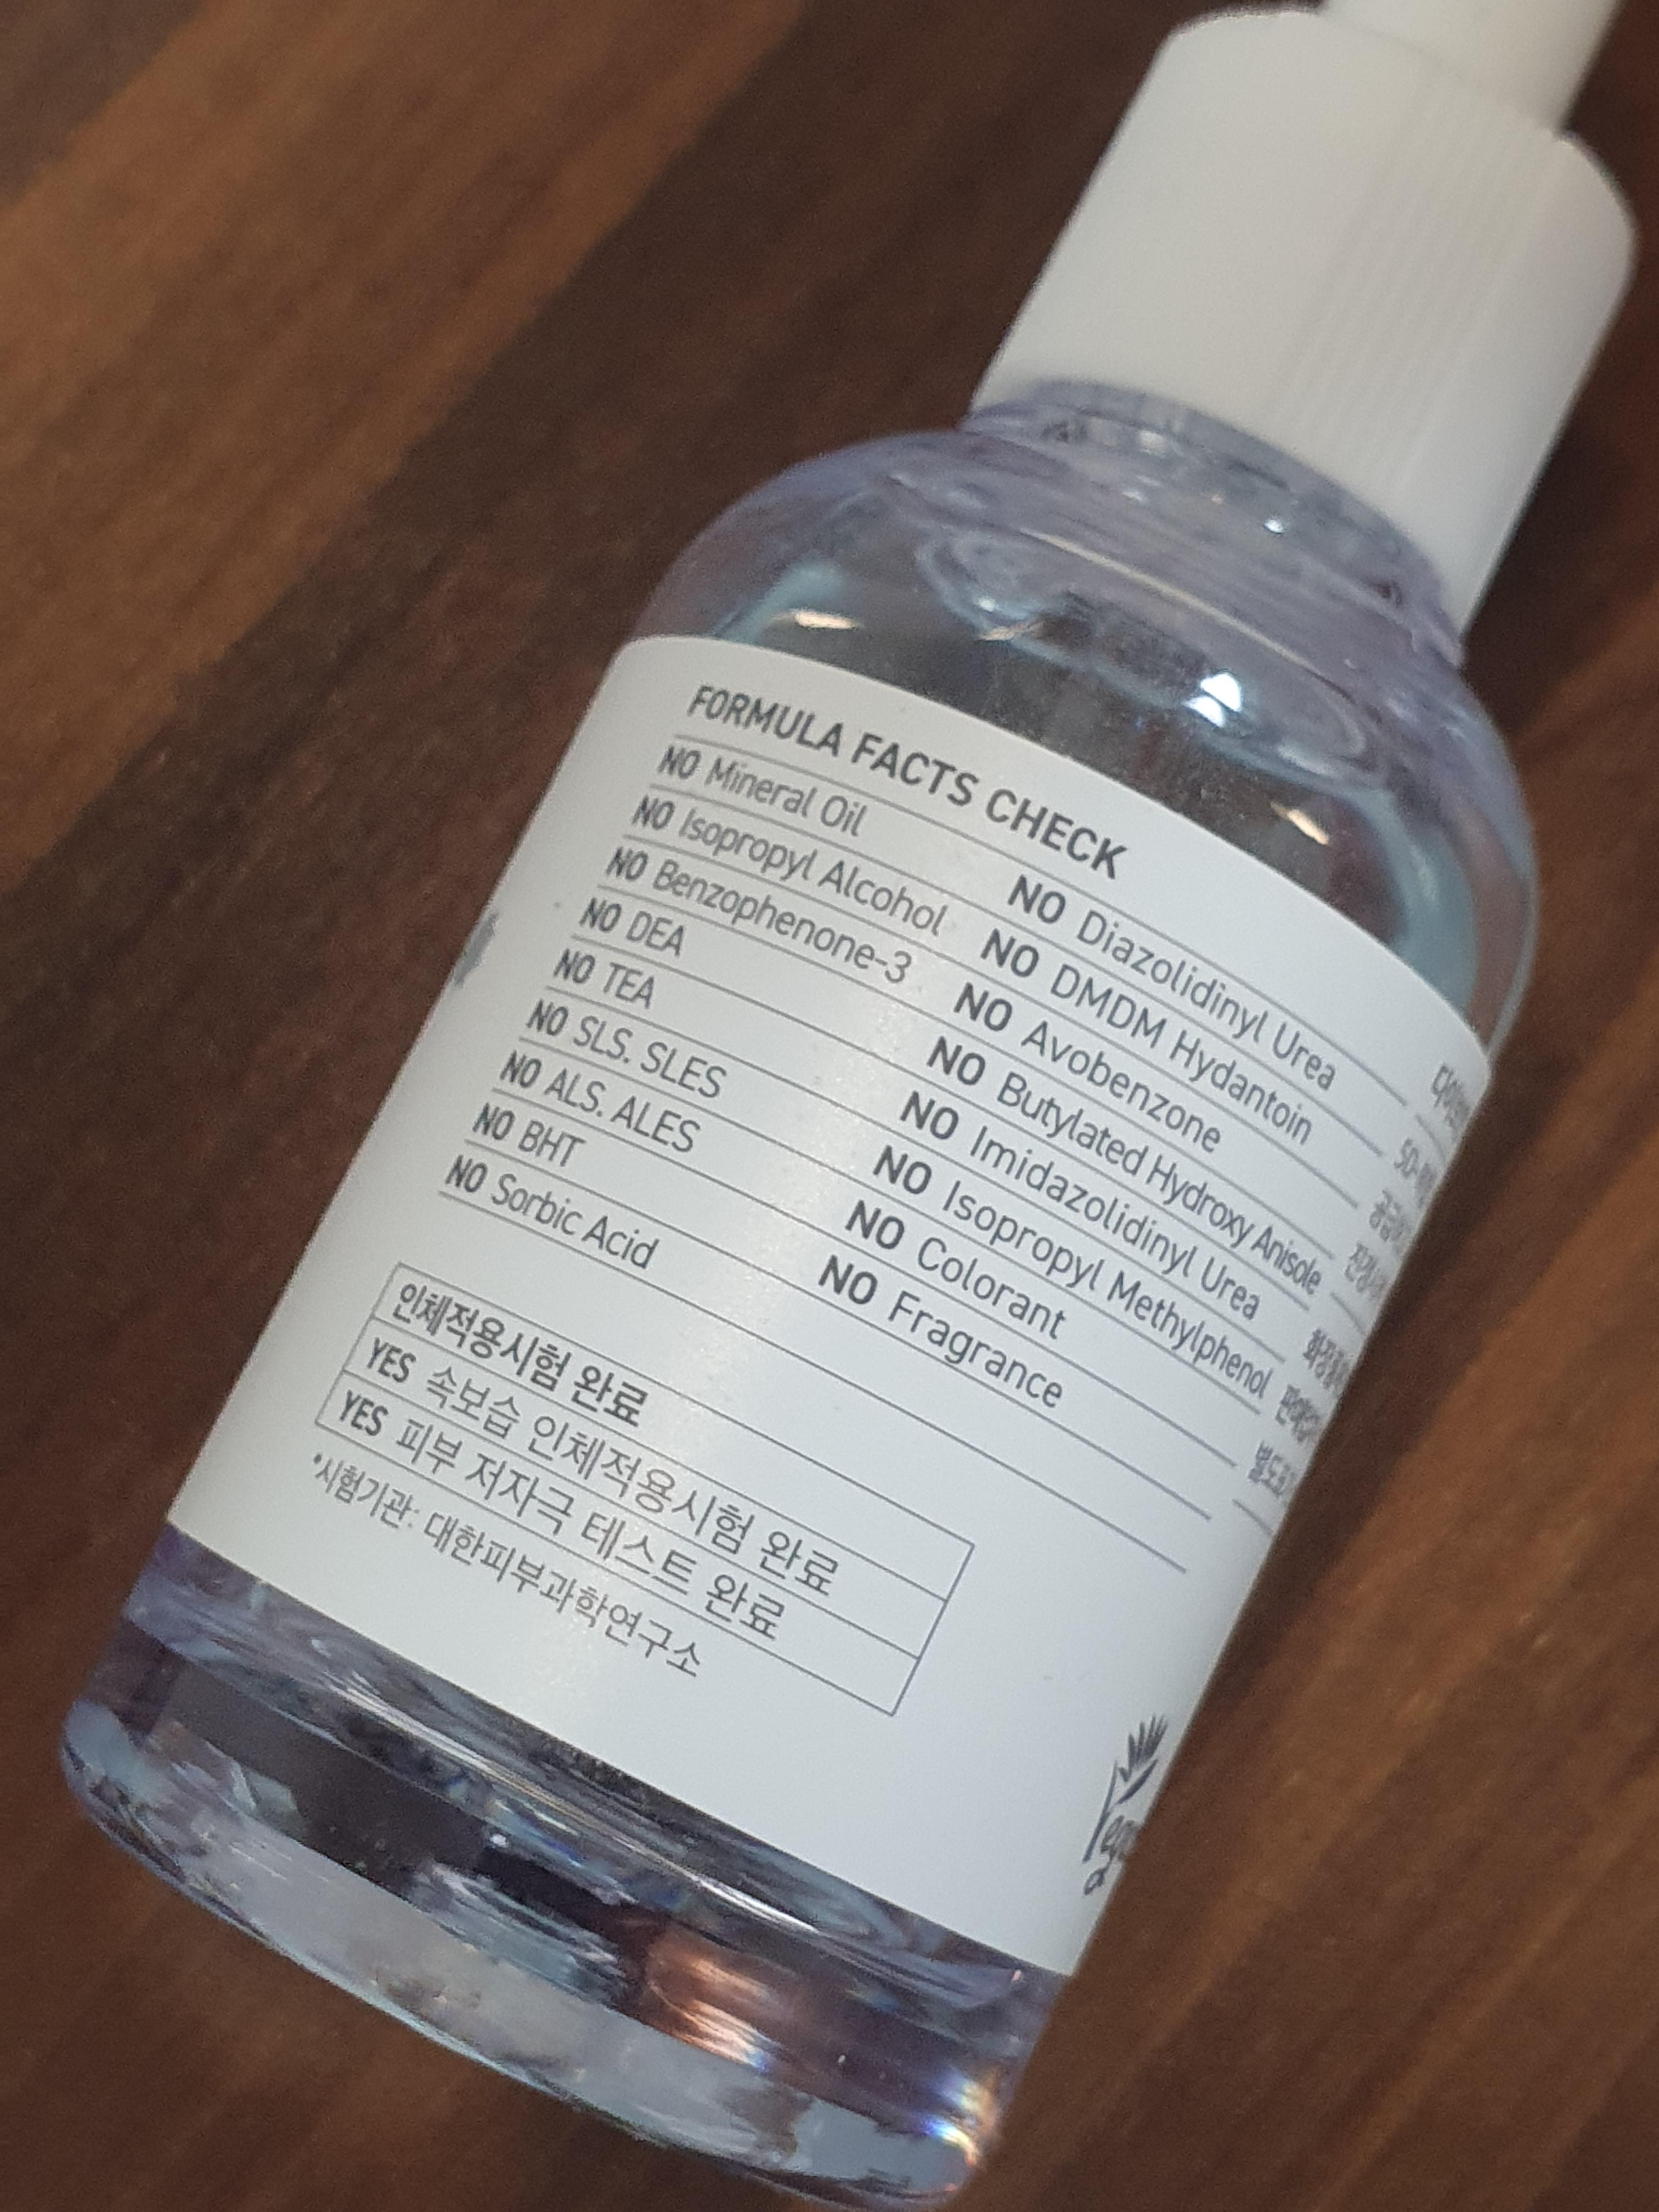 FORMULA FACTS CHECK
NO Mineral Oil
NO Isopropyl Alcohol
NO Benzophenone-3
NO DEA
NO TEA
NO SLS. SLES
NO ALS. ALES
NO BHT
NO Sorbic Acid
NO Diazolidinyl Urea
NO DMDM Hydantoin
NO Avobenzone
NO Butylated Hydroxy Anisole
NO Imidazolidinyl Urea
NO Isopropyl Methylphenol
NO Colorant
NO Fragrance
인체적용시험 완료
YES 속보습 인체적용시험 완료
YES 피부 저자극 테스트 완료
*시험기관: 대한피부과학연구소